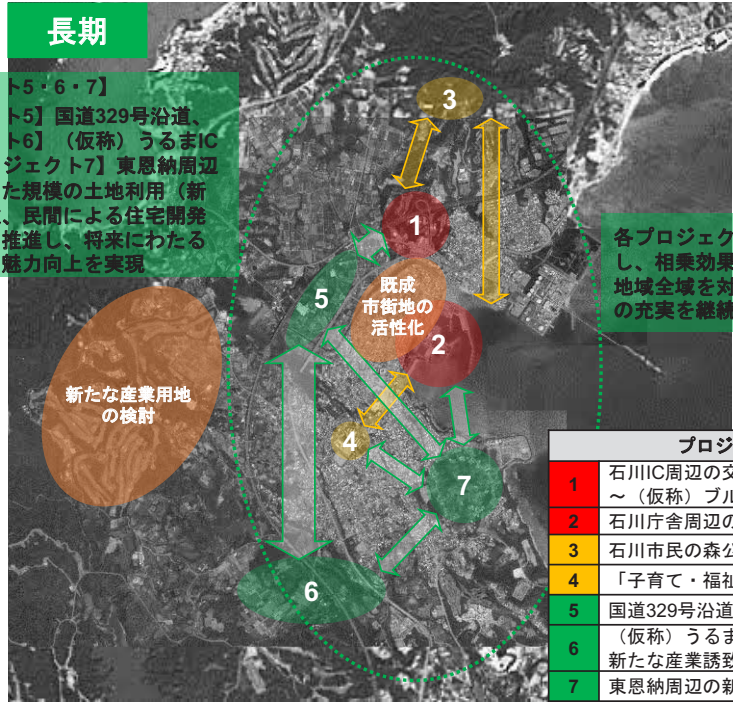 長期
ト5・6・7】
ト5】国道329号沿道、
ト6】（仮称）うるまIC
ジェクト7】東恩納周辺
た規模の土地利用（新
、民間による住宅開発
推進し、将来にわたる
魅力向上を実現
3
1
各プロジェク
し、相乗効果
地域全域を対
の充実を継続
5
既成
市街地の
活性化
2
新たな産業用地
の検討
4
7
6
プロジ
1 石川IC周辺の交
～（仮称）ブル
2 石川庁舎周辺の
3 石川市民の森公
4 「子育て・福祉
5 国道329号沿道
6 （仮称）うるま
新たな産業誘致
7 東恩納周辺の新